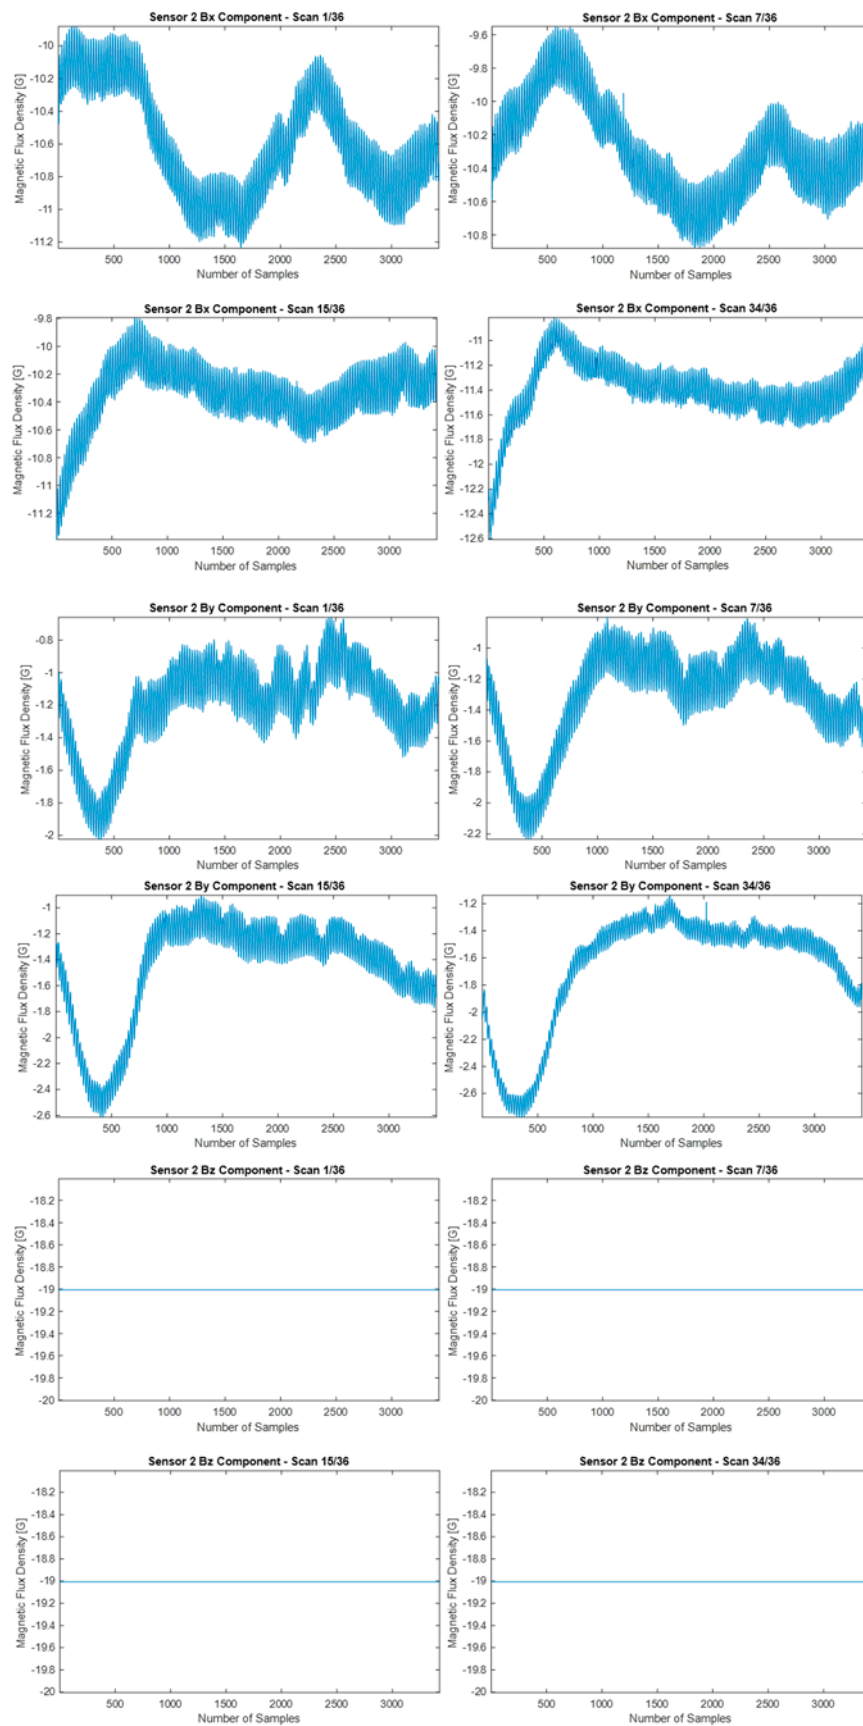 Sensor 2 Bx Component - Scan 1/36
Magnetic Flux Density [G]
-10
-10.2
-10.4
-10.6
-10.8
-11
-11.2
500 1000 1500 2000 2500 3000
Number of Samples
Sensor 2 Bx Component - Scan 7/36
Magnetic Flux Density [G]
-9.6
-9.8
-10
-10.2
-10.4
-10.6
-10.8
500 1000 1500 2000 2500 3000
Number of Samples
Sensor 2 Bx Component - Scan 15/36
Magnetic Flux Density [G]
-9.8
-10
-10.2
-10.4
-10.6
-10.8
-11
-11.2
500 1000 1500 2000 2500 3000
Number of Samples
Sensor 2 Bx Component - Scan 34/36
Magnetic Flux Density [G]
-11
-11.2
-11.4
-11.6
-11.8
-12
-12.2
-12.4
-12.6
500 1000 1500 2000 2500 3000
Number of Samples
Sensor 2 By Component - Scan 1/36
Magnetic Flux Density [G]
-0.8
-1
-1.2
-1.4
-1.6
-1.8
-2
500 1000 1500 2000 2500 3000
Number of Samples
Sensor 2 By Component - Scan 7/36
Magnetic Flux Density [G]
-1
-1.2
-1.4
-1.6
-1.8
-2
-2.2
500 1000 1500 2000 2500 3000
Number of Samples
Sensor 2 By Component - Scan 15/36
Magnetic Flux Density [G]
-1
-1.2
-1.4
-1.6
-1.8
-2
-2.2
-2.4
-2.6
500 1000 1500 2000 2500 3000
Number of Samples
Sensor 2 By Component - Scan 34/36
Magnetic Flux Density [G]
-1.2
-1.4
-1.6
-1.8
-2
-2.2
-2.4
-2.6
500 1000 1500 2000 2500 3000
Number of Samples
Sensor 2 Bz Component - Scan 1/36
Magnetic Flux Density [G]
-18.2
-18.4
-18.6
-18.8
-19
-19.2
-19.4
-19.6
-19.8
-20
500 1000 1500 2000 2500 3000
Number of Samples
Sensor 2 Bz Component - Scan 7/36
Magnetic Flux Density [G]
-18.2
-18.4
-18.6
-18.8
-19
-19.2
-19.4
-19.6
-19.8
-20
500 1000 1500 2000 2500 3000
Number of Samples
Sensor 2 Bz Component - Scan 15/36
Magnetic Flux Density [G]
-18.2
-18.4
-18.6
-18.8
-19
-19.2
-19.4
-19.6
-19.8
-20
500 1000 1500 2000 2500 3000
Number of Samples
Sensor 2 Bz Component - Scan 34/36
Magnetic Flux Density [G]
-18.2
-18.4
-18.6
-18.8
-19
-19.2
-19.4
-19.6
-19.8
-20
500 1000 1500 2000 2500 3000
Number of Samples